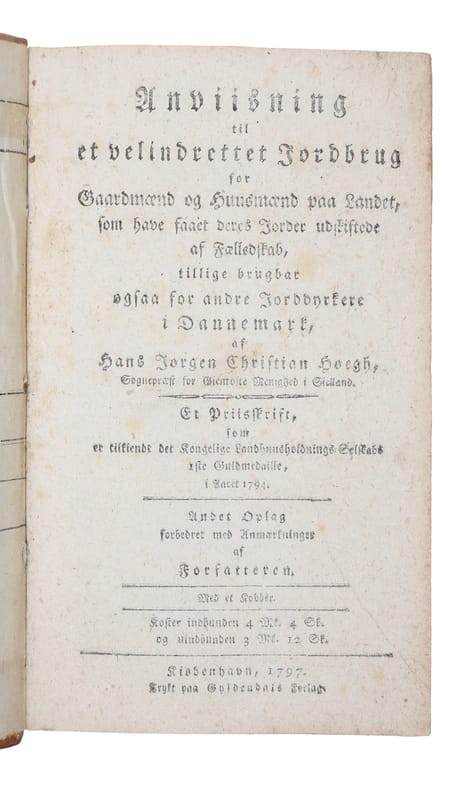 Anviisning
til
et velindrettet Jordbrug
for
Gaardmænd og Huusmænd paa Landet,
som have faaet deres Jorder udskiftede
af Fællesskab,
tillige brugbar
ogsaa for andre Jorddyrkere
i Dannemark,
af
Hans Jørgen Christian Høegh,
Sognepræst for Gientofte Menighed i Siælland.
Et Priisskrift,
som
er tilkiendt det Kongelige Landhuusholdnings-Selskabs
1ste Guldmedaille,
i Aaret 1794.
Andet Oplag
forbedret med Anmærkninger
af
Forfatteren.
Med et Kobber.
Koster indbunden 4 Mk. 4 Sk.
og uindbunden 3 Mk. 12 Sk.
Kiøbenhavn, 1797.
Trykt paa Gyldendals Forlag.